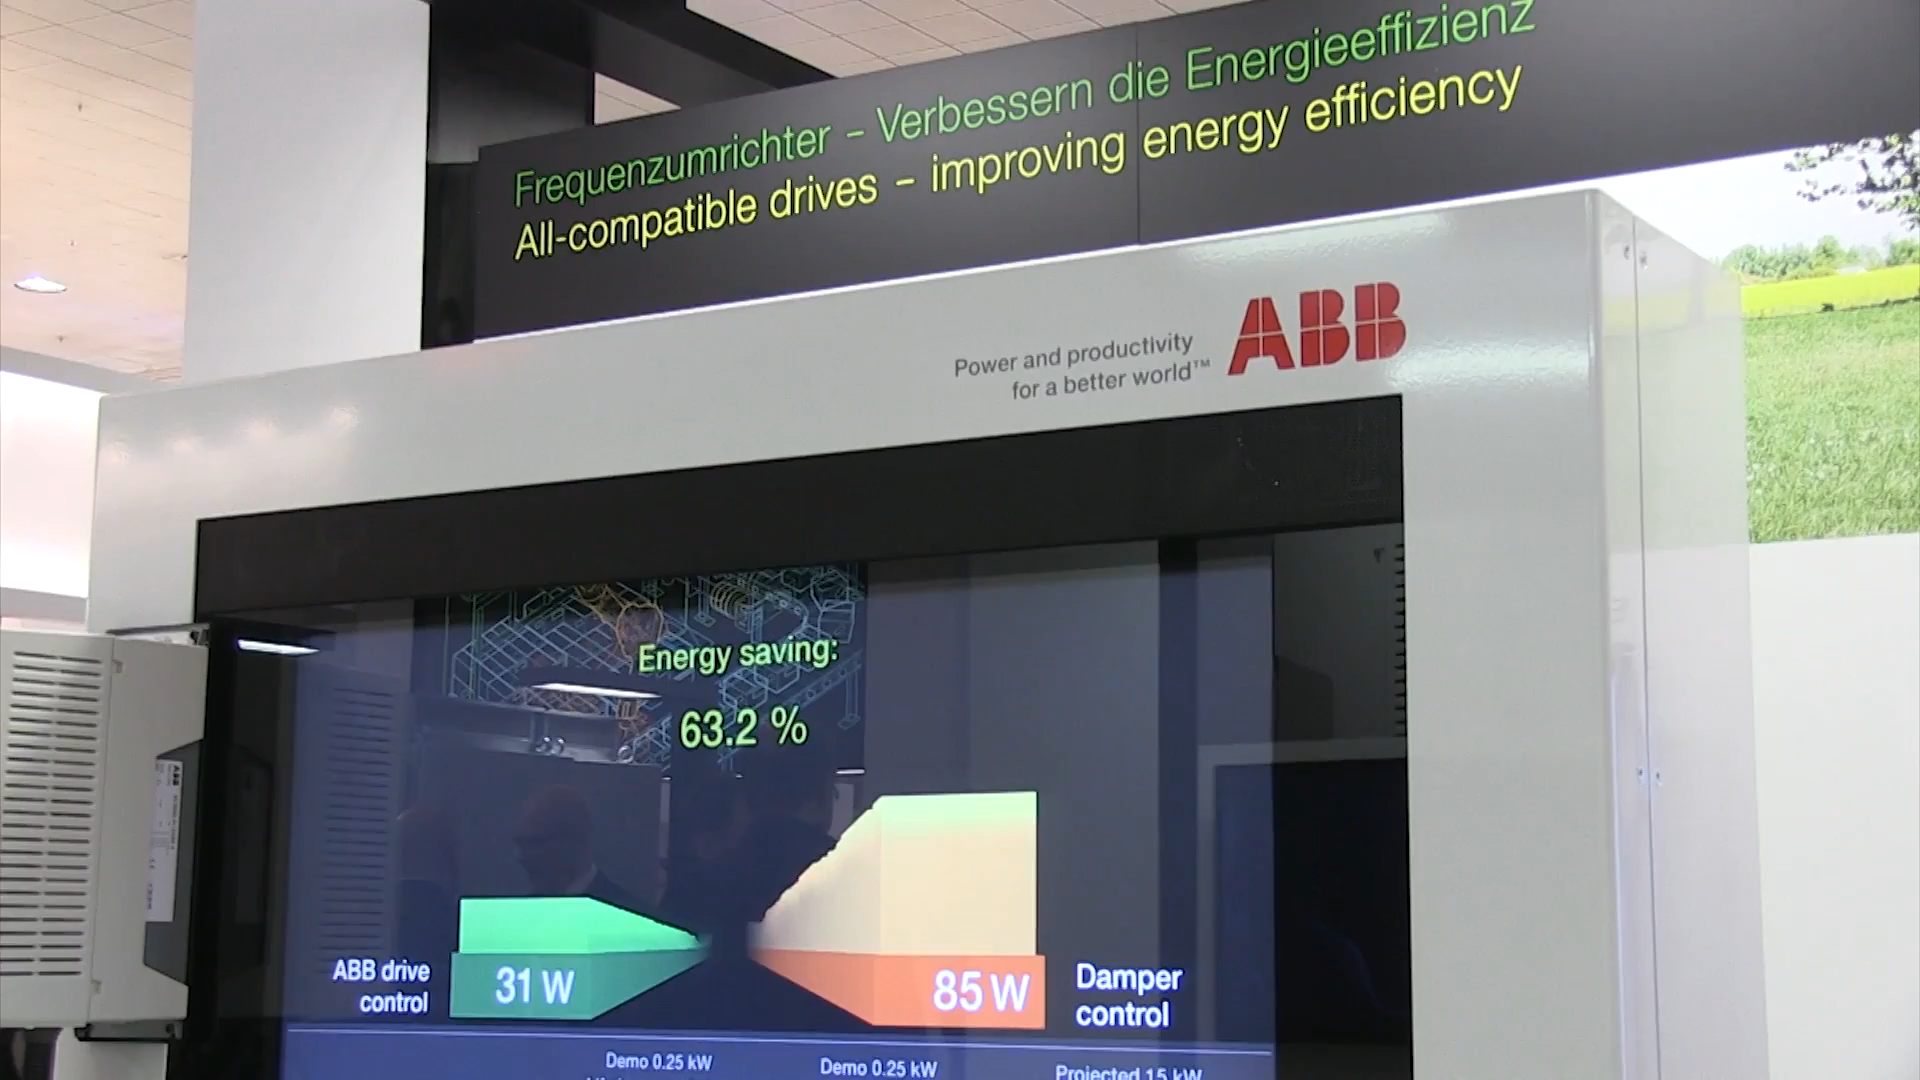 Frequenzumrichter – Verbessern die Energieeffizienz
All-compatible drives – improving energy efficiency
Power and productivity
for a better world™
ABB
Energy saving:
63.2 %
ABB drive
control
31 W
85 W
Damper
control
Demo 0.25 kW
Demo 0.25 kW
Projected 15 kW
ABB